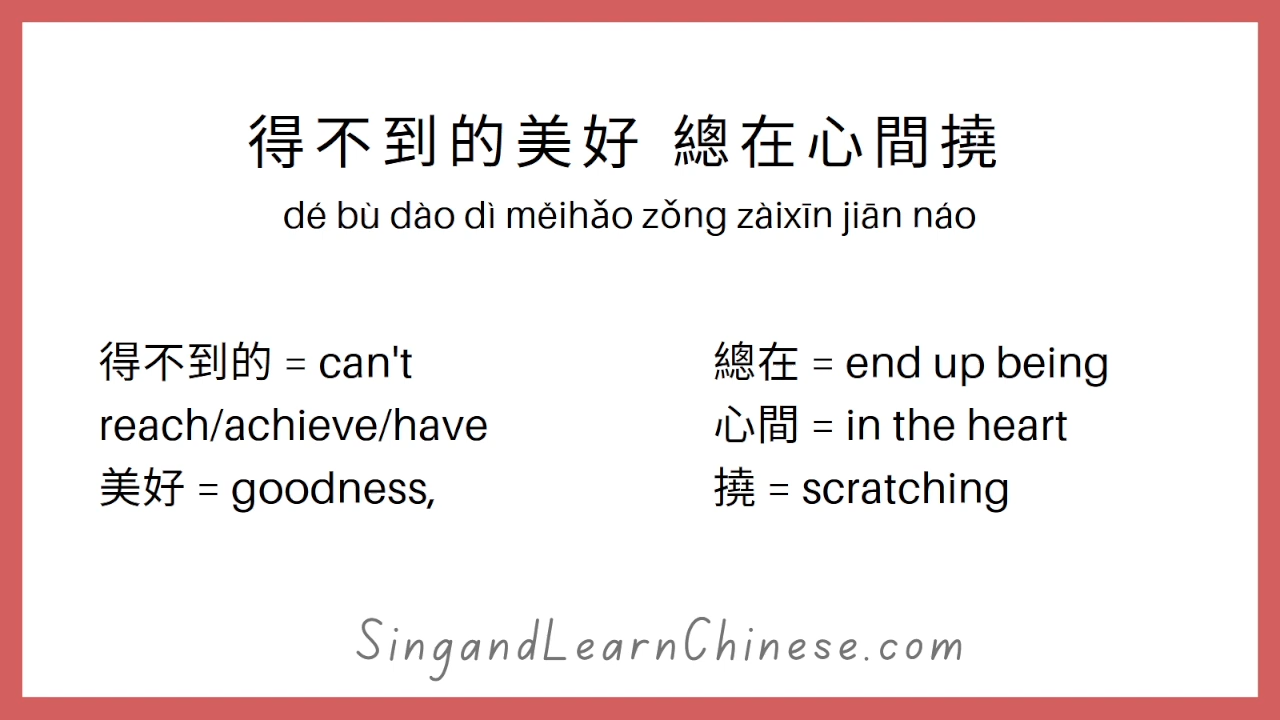 得不到的美好 總在心間撓
dé bù dào dì měihǎo zǒng zàixīn jiān náo
得不到的 = can't
reach/achieve/have
美好 = goodness,
總在 = end up being
心間 = in the heart
撓 = scratching
SingandLearnChinese.com